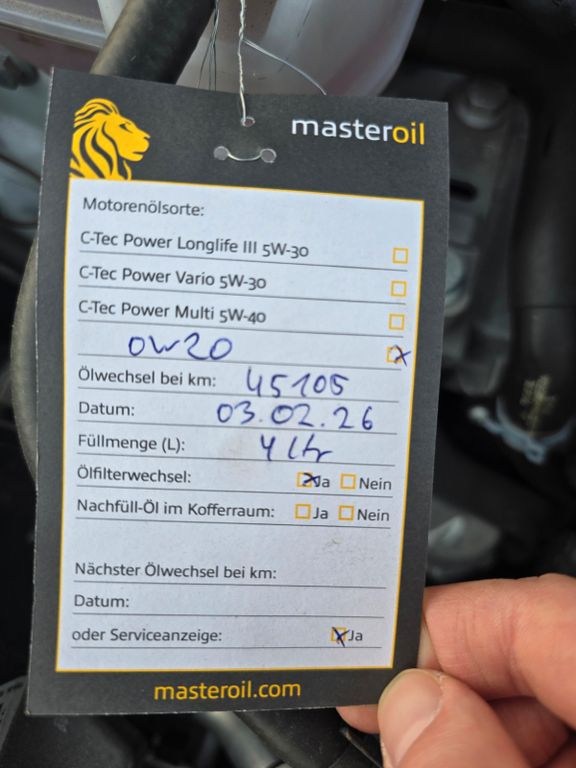 masteroil
Motorenölsorte:
C-Tec Power Longlife III 5W-30
C-Tec Power Vario 5W-30
C-Tec Power Multi 5W-40
0W20
Ölwechsel bei km: 45105
Datum: 03.02.26
Füllmenge (L): 4 ltr
Ölfilterwechsel: Ja Nein
Nachfüll-Öl im Kofferraum: Ja Nein
Nächster Ölwechsel bei km:
Datum:
oder Serviceanzeige: Ja
masteroil.com